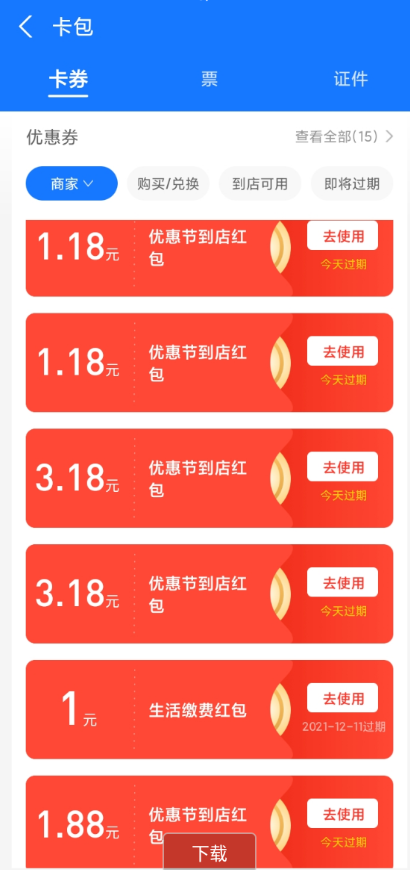 卡包
卡券 票 证件
优惠券 查看全部(15)
商家 购买/兑换 到店可用 即将过期
1.18元 优惠节到店红包 去使用
今天过期
1.18元 优惠节到店红包 去使用
今天过期
3.18元 优惠节到店红包 去使用
今天过期
3.18元 优惠节到店红包 去使用
今天过期
1元 生活缴费红包 去使用
2021-12-11过期
1.88元 优惠节到店红包 去使用
今天过期
下载